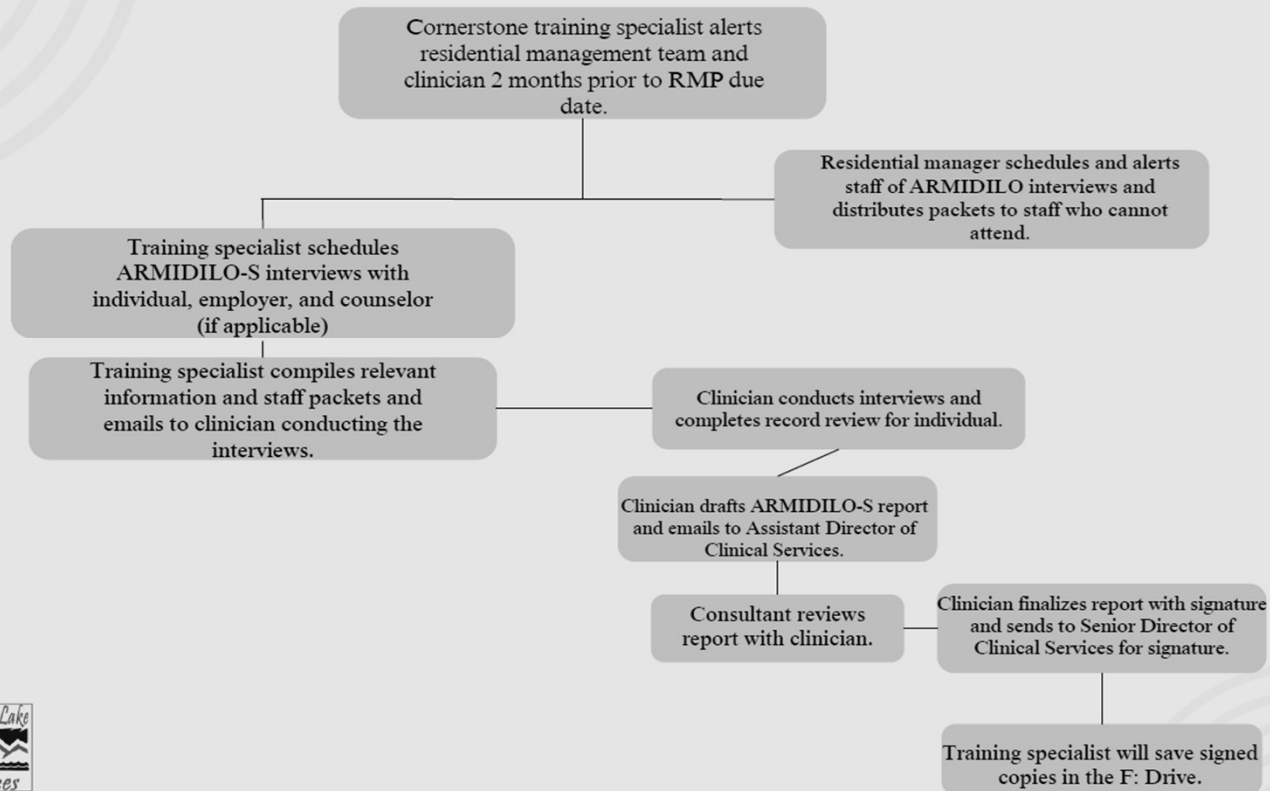 Cornerstone training specialist alerts
residential management team and
clinician 2 months prior to RMP due
date.
Residential manager schedules and alerts
staff of ARMIDILO interviews and
distributes packets to staff who cannot
attend.
Training specialist schedules
ARMIDILO-S interviews with
individual, employer, and counselor
(if applicable)
Training specialist compiles relevant
information and staff packets and
emails to clinician conducting the
interviews.
Clinician conducts interviews and
completes record review for individual.
Clinician drafts ARMIDILO-S report
and emails to Assistant Director of
Clinical Services.
Consultant reviews
report with clinician.
Clinician finalizes report with signature
and sends to Senior Director of
Clinical Services for signature.
Training specialist will save signed
copies in the F: Drive.
Lake